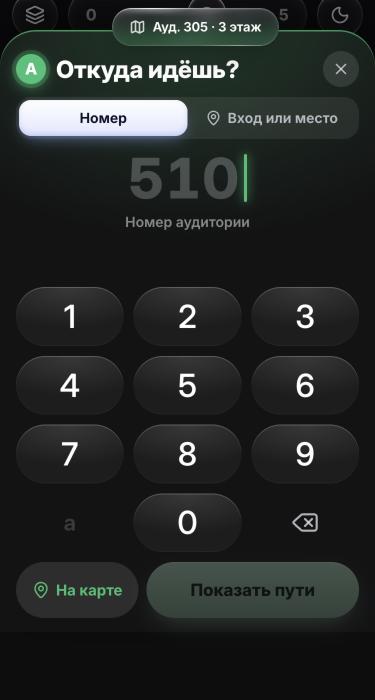 0
5
Ауд. 305 · 3 этаж
А Откуда идёшь?
Номер
Вход или место
510
Номер аудитории
1 2 3
4 5 6
7 8 9
а 0
На карте
Показать пути